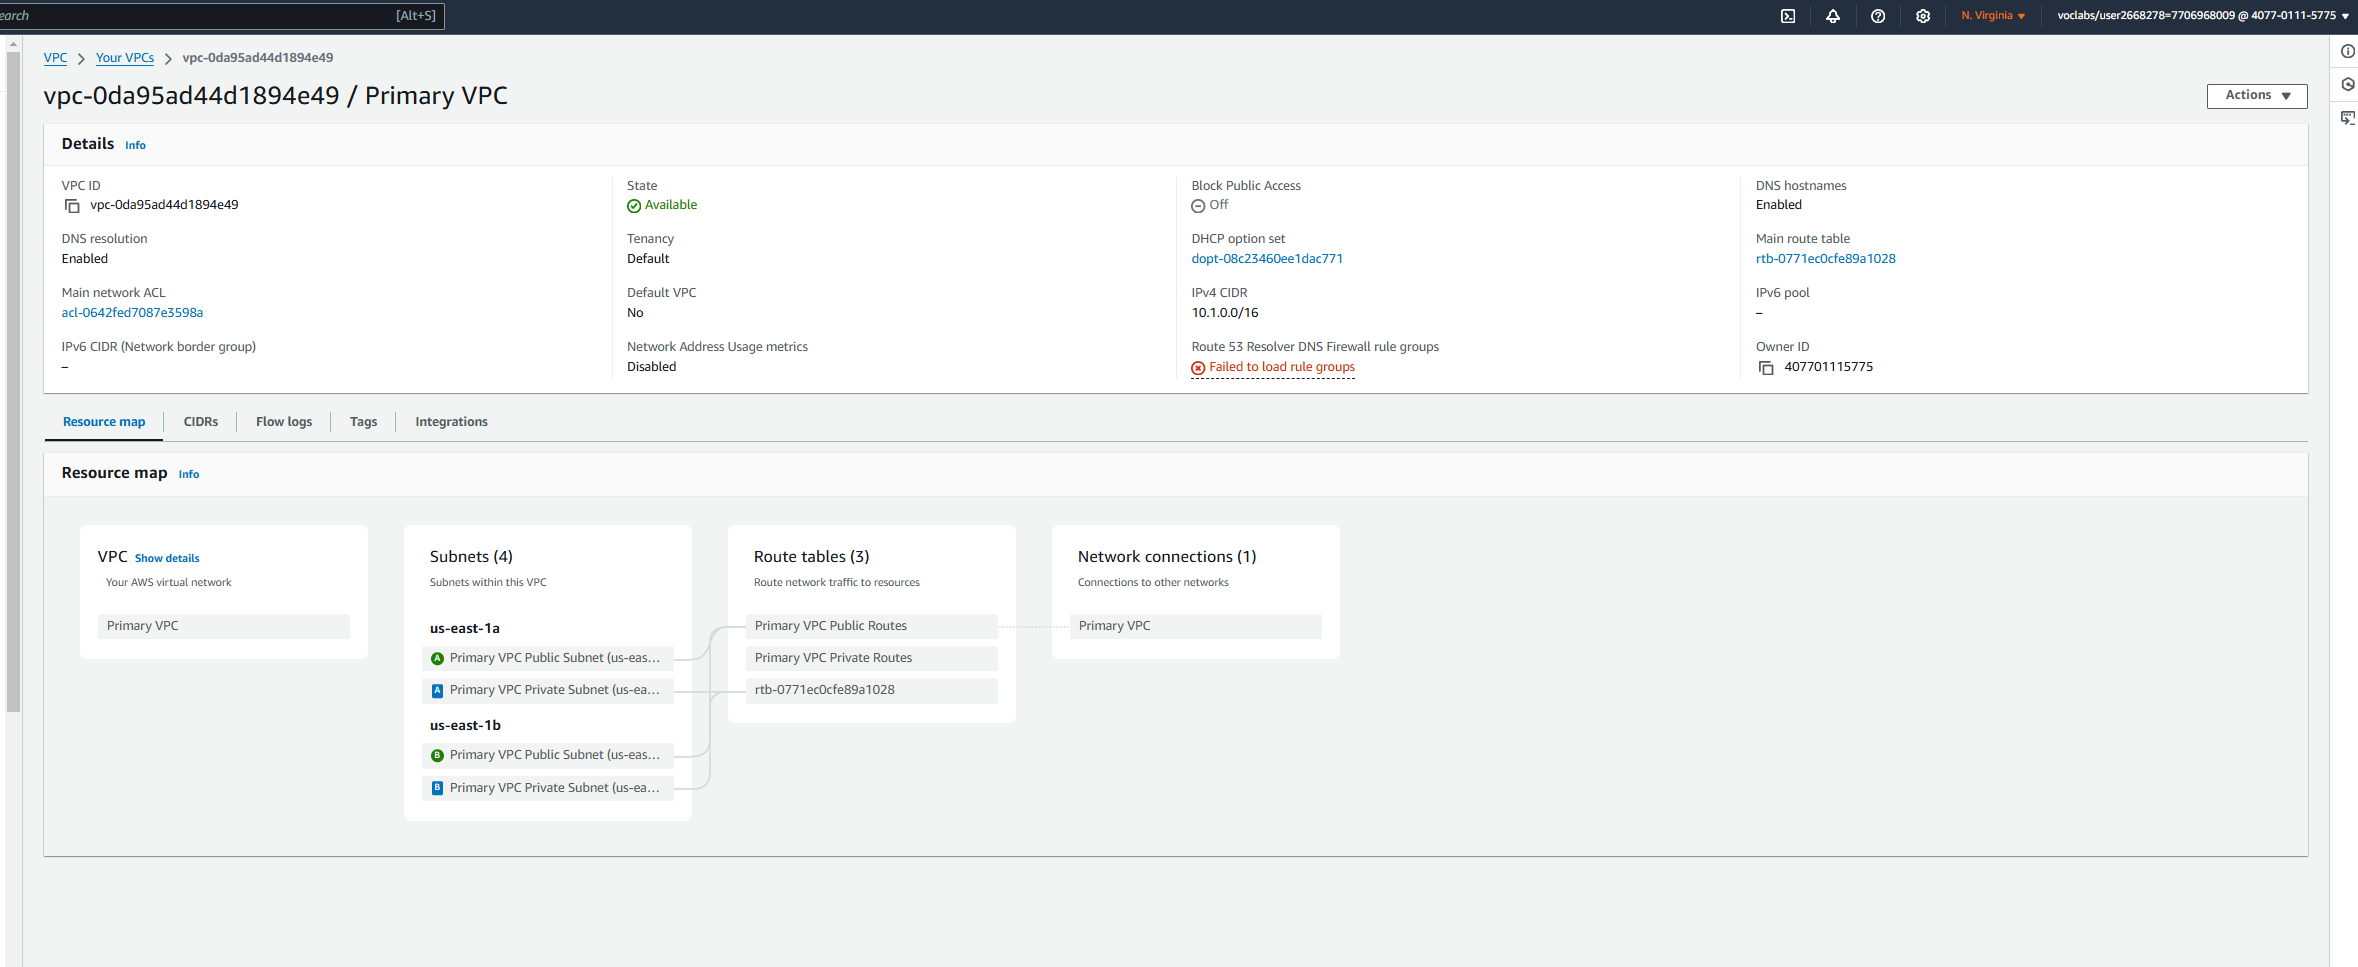 earch [Alt+S] N. Virginia voclabs/user2668278=7706968009 @ 4077-0111-5775
VPC Your VPCs vpc-0da95ad44d1894e49
vpc-0da95ad44d1894e49 / Primary VPC
Actions
Details Info
VPC ID
vpc-0da95ad44d1894e49
State
Available
Block Public Access
Off
DNS hostnames
Enabled
DNS resolution
Enabled
Tenancy
Default
DHCP option set
dopt-08c23460ee1dac771
Main route table
rtb-0771ec0cfe89a1028
Main network ACL
acl-0642fed7087e3598a
Default VPC
No
IPv4 CIDR
10.1.0.0/16
IPv6 pool
–
IPv6 CIDR (Network border group)
–
Network Address Usage metrics
Disabled
Route 53 Resolver DNS Firewall rule groups
Failed to load rule groups
Owner ID
407701115775
Resource map CIDRs Flow logs Tags Integrations
Resource map Info
VPC Show details
Your AWS virtual network
Primary VPC
Subnets (4)
Subnets within this VPC
us-east-1a
A Primary VPC Public Subnet (us-eas...
A Primary VPC Private Subnet (us-ea...
us-east-1b
B Primary VPC Public Subnet (us-eas...
B Primary VPC Private Subnet (us-ea...
Route tables (3)
Route network traffic to resources
Primary VPC Public Routes
Primary VPC Private Routes
rtb-0771ec0cfe89a1028
Network connections (1)
Connections to other networks
Primary VPC